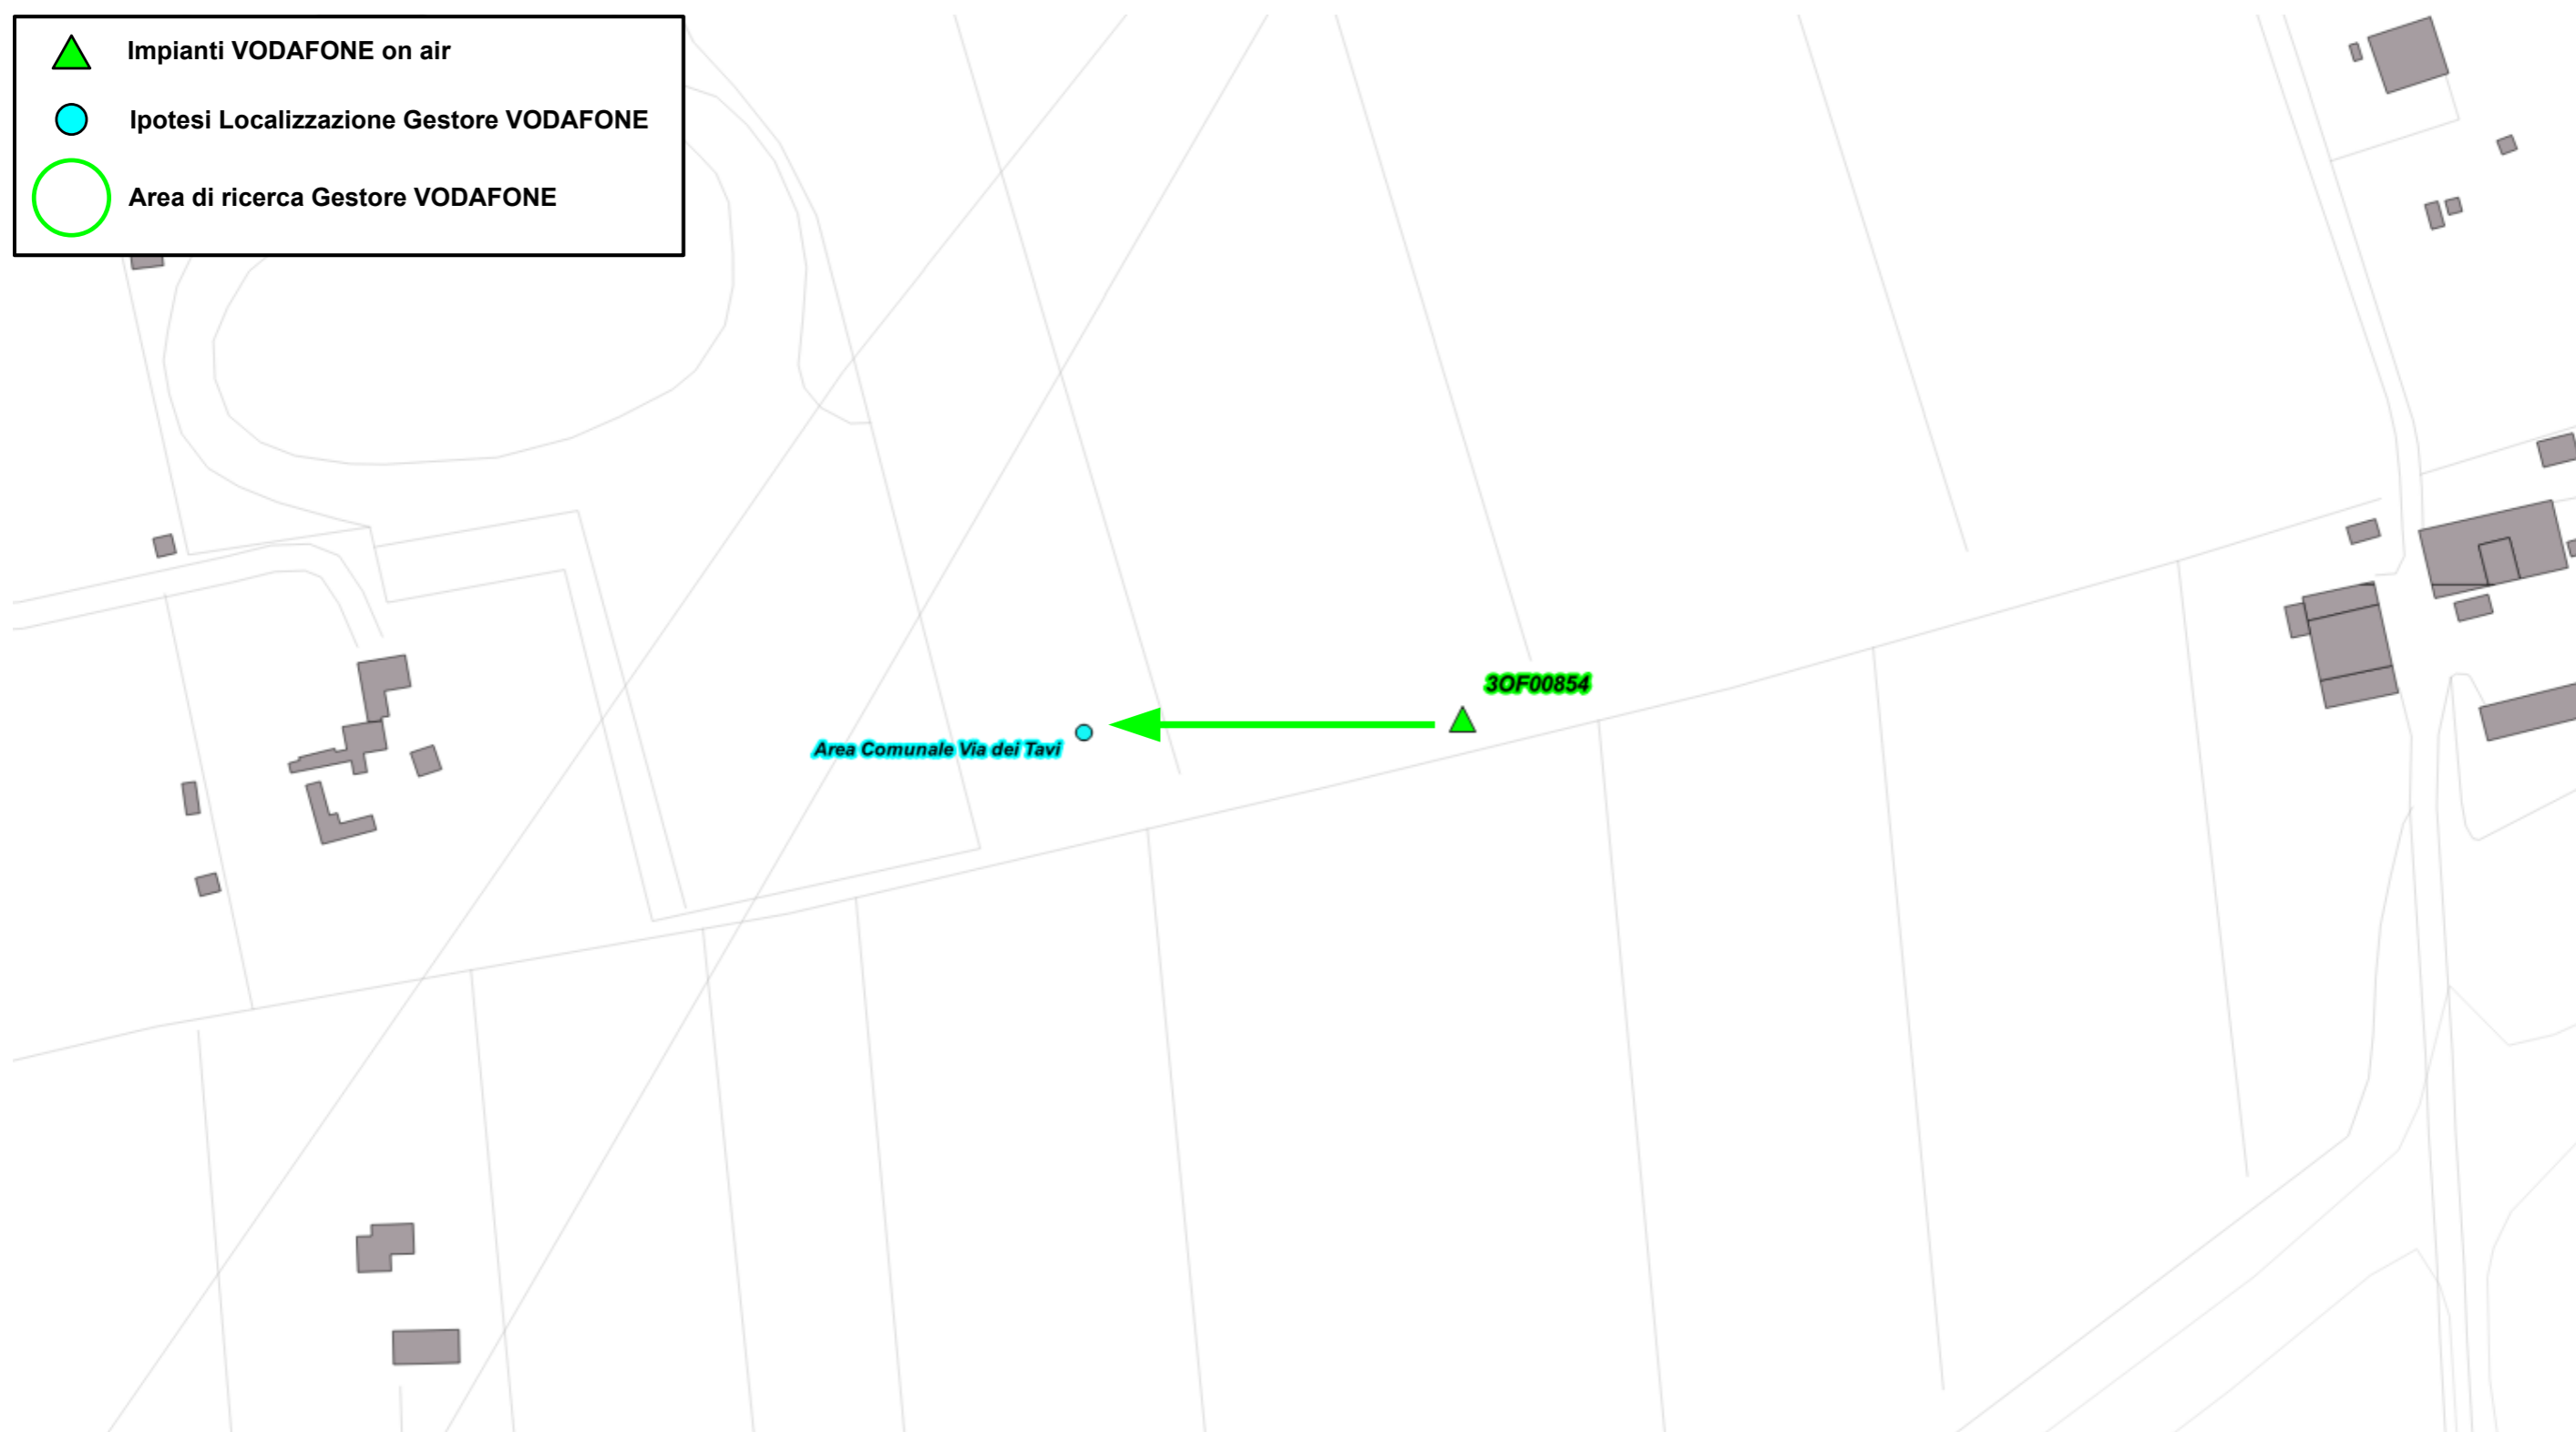 Impianti VODAFONE on air
Ipotesi Localizzazione Gestore VODAFONE
Area di ricerca Gestore VODAFONE
3OF00854
Area Comunale Via dei Tavi